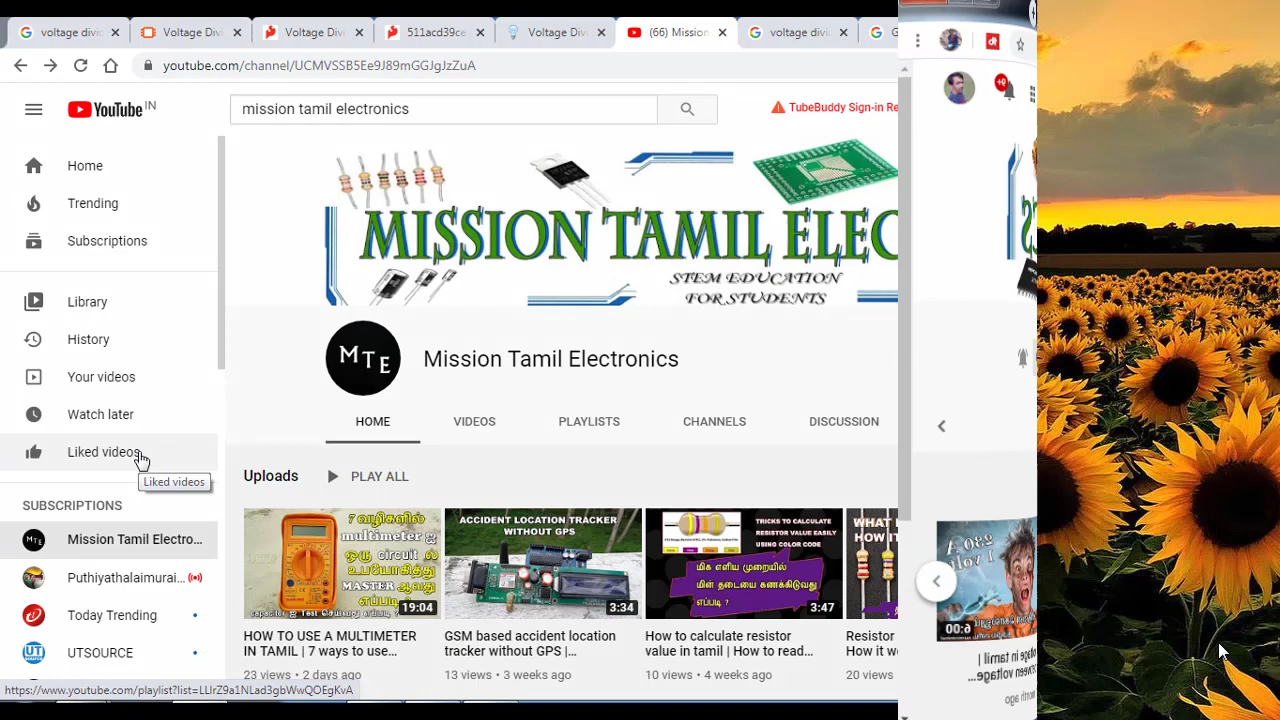 voltage divi
Voltage Div
Voltage Div
511acd39ce
Voltage Div
(66) Mission
voltage divi
youtube.com/channel/UCMVSSB5Ee9J89mGGJgJzZuA
YouTube IN
mission tamil electronics
TubeBuddy Sign-in Re
Home
Trending
Subscriptions
Library
History
Your videos
Watch later
Liked videos
Liked videos
SUBSCRIPTIONS
Mission Tamil Electro...
Puthiyathalaimurai...
Today Trending
UTSOURCE
MISSION TAMIL ELEC
STEM EDUCATION
FOR STUDENTS
MTE
Mission Tamil Electronics
HOME VIDEOS PLAYLISTS CHANNELS DISCUSSION
Uploads PLAY ALL
7 வழிகளில்
multimeter ஐ
ஒரு circuit ல்
உபயோகித்து
MASTER ஆவது
எப்படி
19:04
HOW TO USE A MULTIMETER
IN TAMIL | 7 ways to use...
23 views • 2 days ago
ACCIDENT LOCATION TRACKER
WITHOUT GPS
3:34
GSM based accident location
tracker without GPS |...
13 views • 3 weeks ago
TRICKS TO CALCULATE
RESISTOR VALUE EASILY
USING COLOR CODE
மிக எளிய முறையில்
மின் தடையை கணக்கிடுவது
எப்படி ?
3:47
How to calculate resistor
value in tamil | How to read...
10 views • 4 weeks ago
WHAT
HOW IT
Resistor
How it wo
20 views
6:00
https://www.youtube.com/playlist?list=LLIrZ9a1NLad3gbWwQOEgKvA